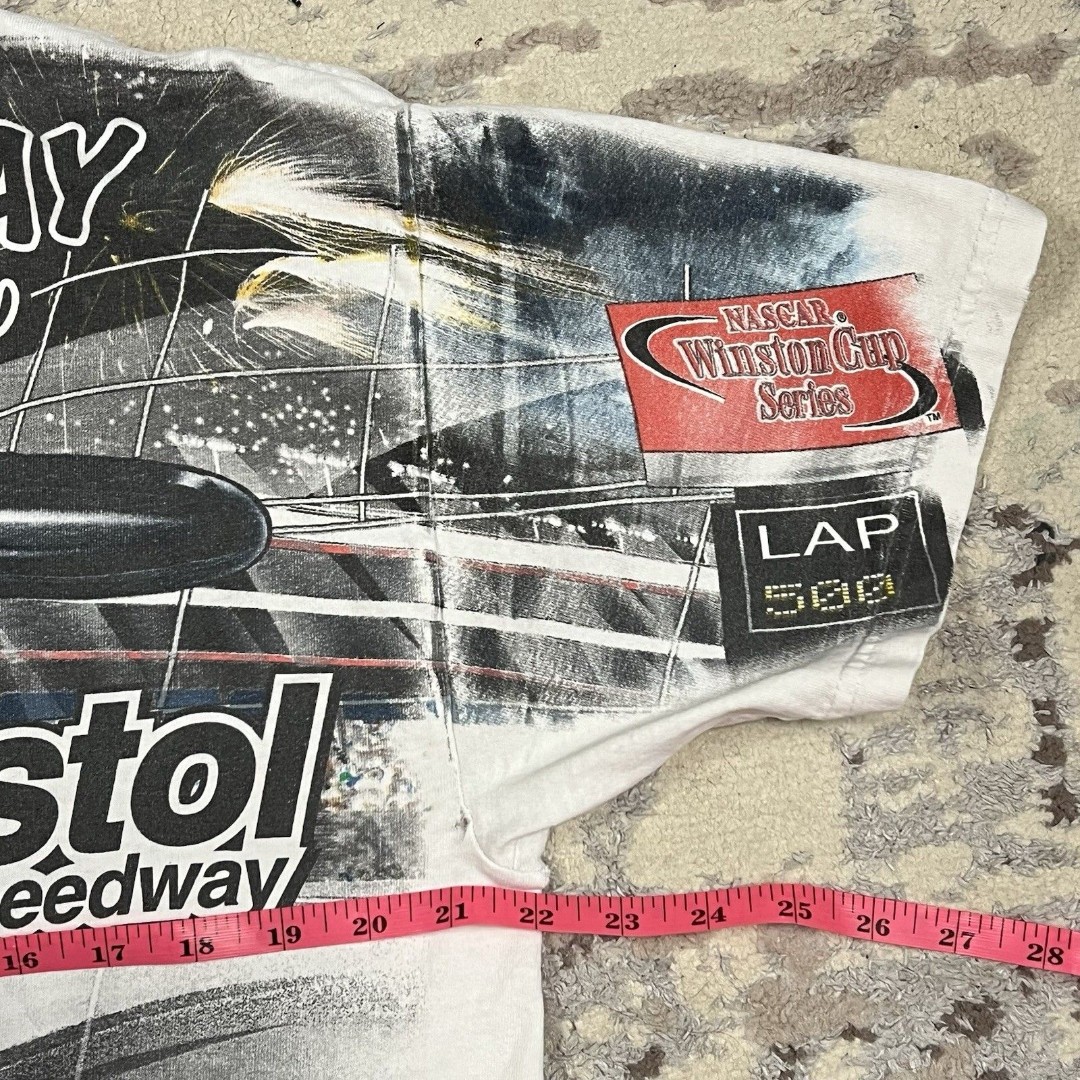 AY
NASCAR®
Winston Cup
Series
TM
LAP
500
stol
eedway
16 17 18 19 20 21 22 23 24 25 26 27 28